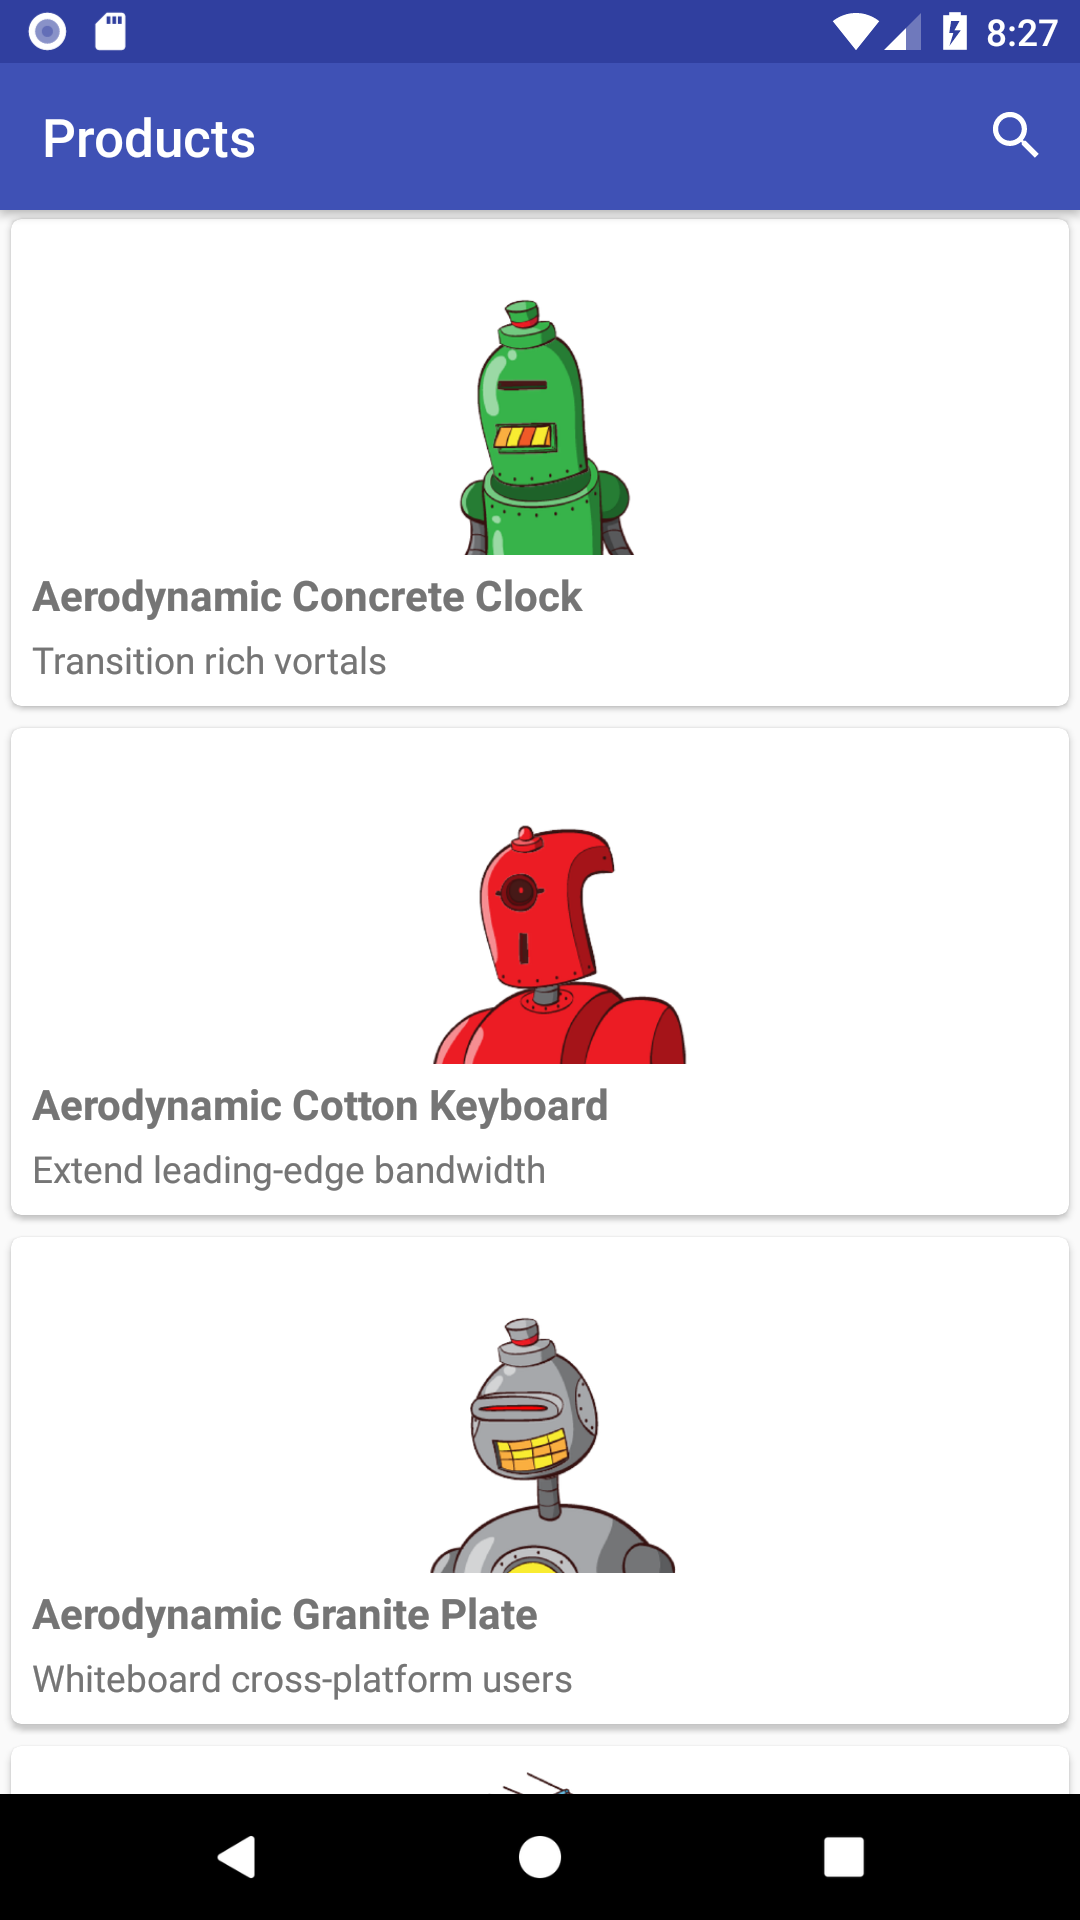 8:27
Products
Aerodynamic Concrete Clock
Transition rich vortals
Aerodynamic Cotton Keyboard
Extend leading-edge bandwidth
Aerodynamic Granite Plate
Whiteboard cross-platform users